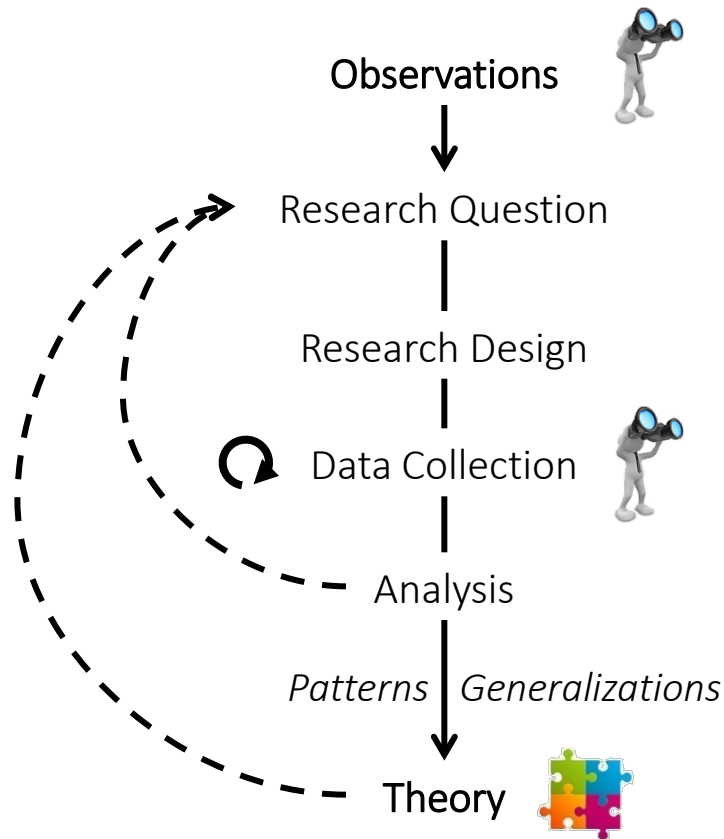 Observations
Research Question
Research Design
Data Collection
Analysis
Patterns Generalizations
Theory